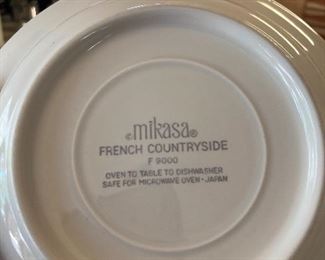 mikasa®
FRENCH COUNTRYSIDE
F 9000
OVEN TO TABLE TO DISHWASHER
SAFE FOR MICROWAVE OVEN • JAPAN